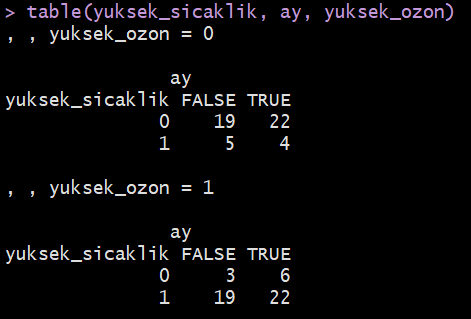 > table(yuksek_sicaklik, ay, yuksek_ozon)
, , yuksek_ozon = 0
ay
yuksek_sicaklik FALSE TRUE
0 19 22
1 5 4
, , yuksek_ozon = 1
ay
yuksek_sicaklik FALSE TRUE
0 3 6
1 19 22